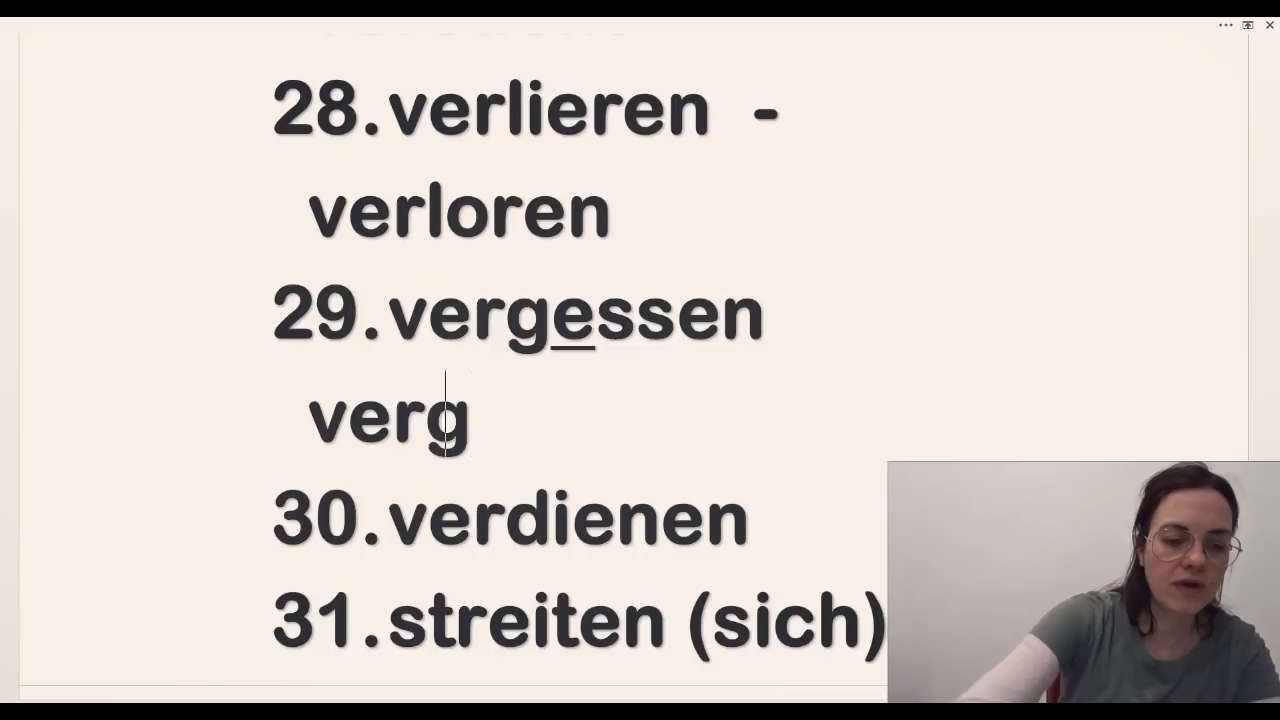 28. verlieren -
verloren
29. vergessen
verg
30. verdienen
31. streiten (sich)